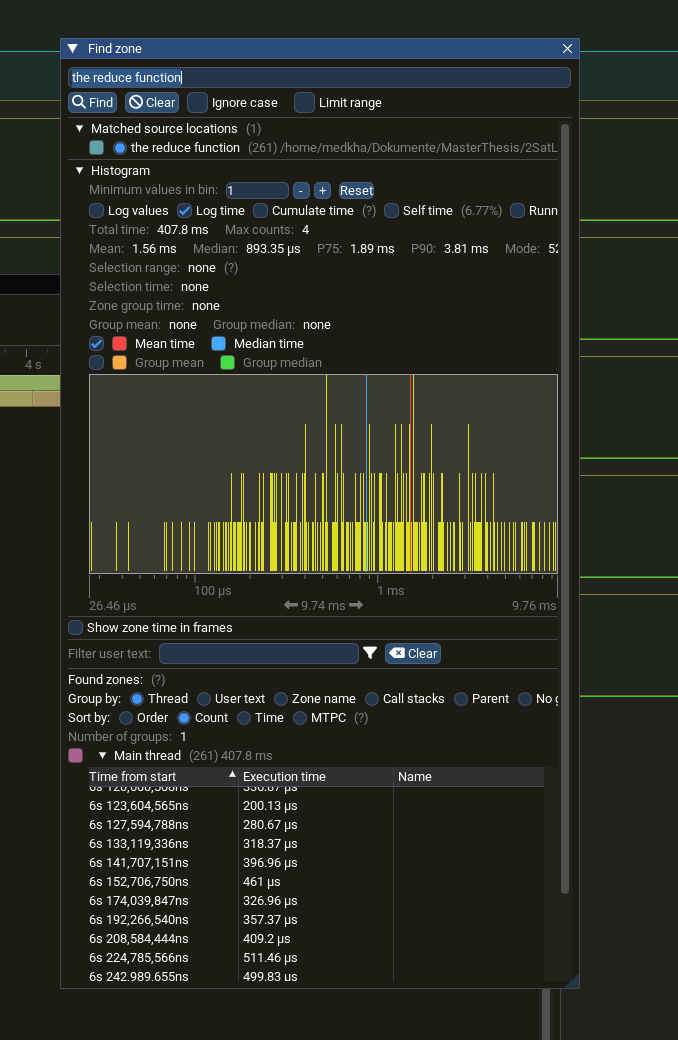 Find zone
the reduce function
Find Clear Ignore case Limit range
Matched source locations (1)
the reduce function (261) /home/medkha/Dokumente/MasterThesis/2SatL
Histogram
Minimum values in bin: 1 - + Reset
Log values Log time Cumulate time (?) Self time (6.77%) Runn
Total time: 407.8 ms Max counts: 4
Mean: 1.56 ms Median: 893.35 µs P75: 1.89 ms P90: 3.81 ms Mode: 52
Selection range: none (?)
Selection time: none
Zone group time: none
Group mean: none Group median: none
Mean time Median time
Group mean Group median
4 s
100 µs 1 ms
26.46 µs 9.74 ms 9.76 ms
Show zone time in frames
Filter user text: Clear
Found zones: (?)
Group by: Thread User text Zone name Call stacks Parent No g
Sort by: Order Count Time MTPC (?)
Number of groups: 1
Main thread (261) 407.8 ms
Time from start Execution time Name
6s 123,604,565ns 200.13 µs
6s 127,594,788ns 280.67 µs
6s 133,119,336ns 318.37 µs
6s 141,707,151ns 396.96 µs
6s 152,706,750ns 461 µs
6s 174,039,847ns 326.96 µs
6s 192,266,540ns 357.37 µs
6s 208,584,444ns 409.2 µs
6s 224,785,566ns 511.46 µs
6s 242,989,655ns 499.83 µs